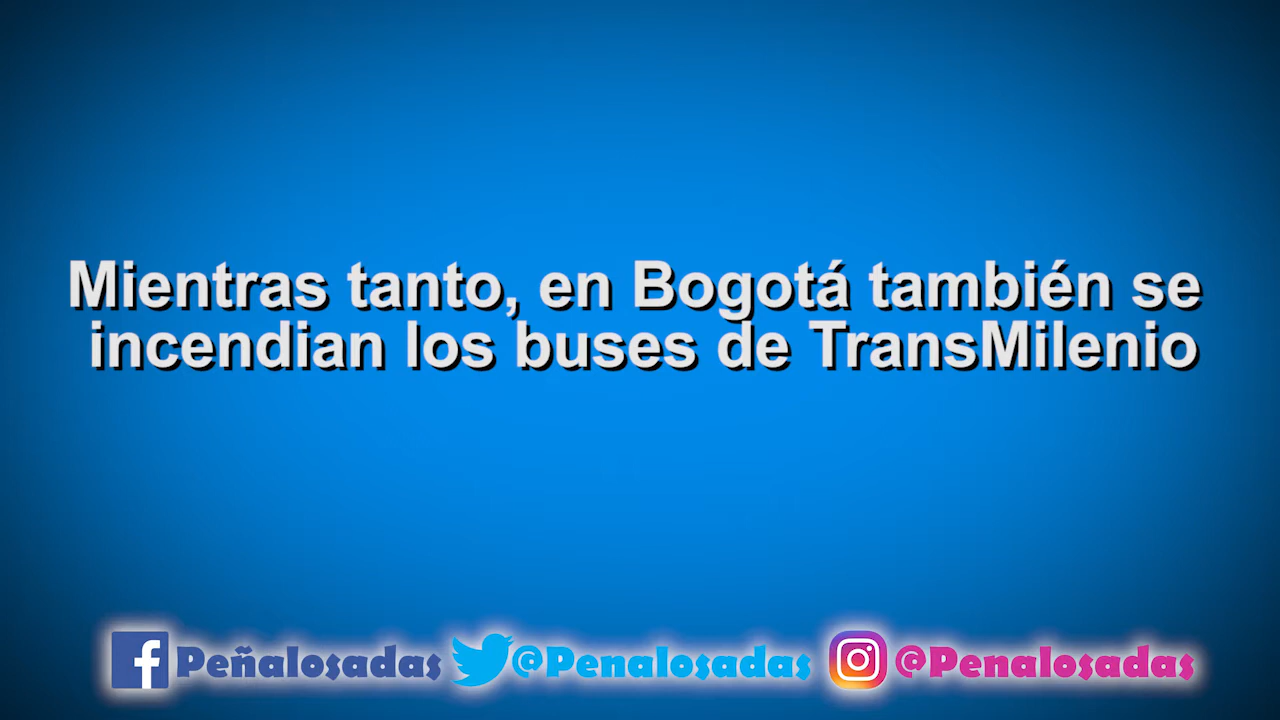 Mientras tanto, en Bogotá también se
incendian los buses de TransMilenio
Peñalosadas @Penalosadas @Penalosadas